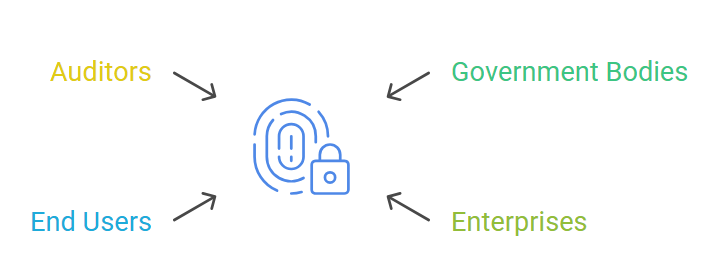 Auditors
Government Bodies
End Users
Enterprises